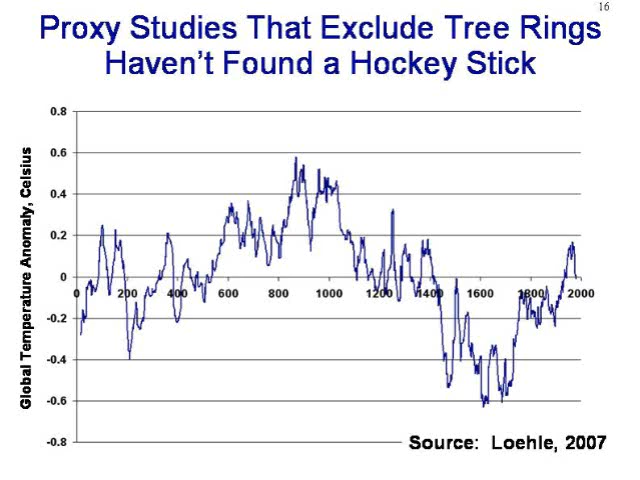 16
Proxy Studies That Exclude Tree Rings
Haven't Found a Hockey Stick
Global Temperature Anomaly, Celsius
0.8
0.6
0.4
0.2
0
-0.2
-0.4
-0.6
-0.8
0 200 400 600 800 1000 1200 1400 1600 1800 2000
Source: Loehle, 2007